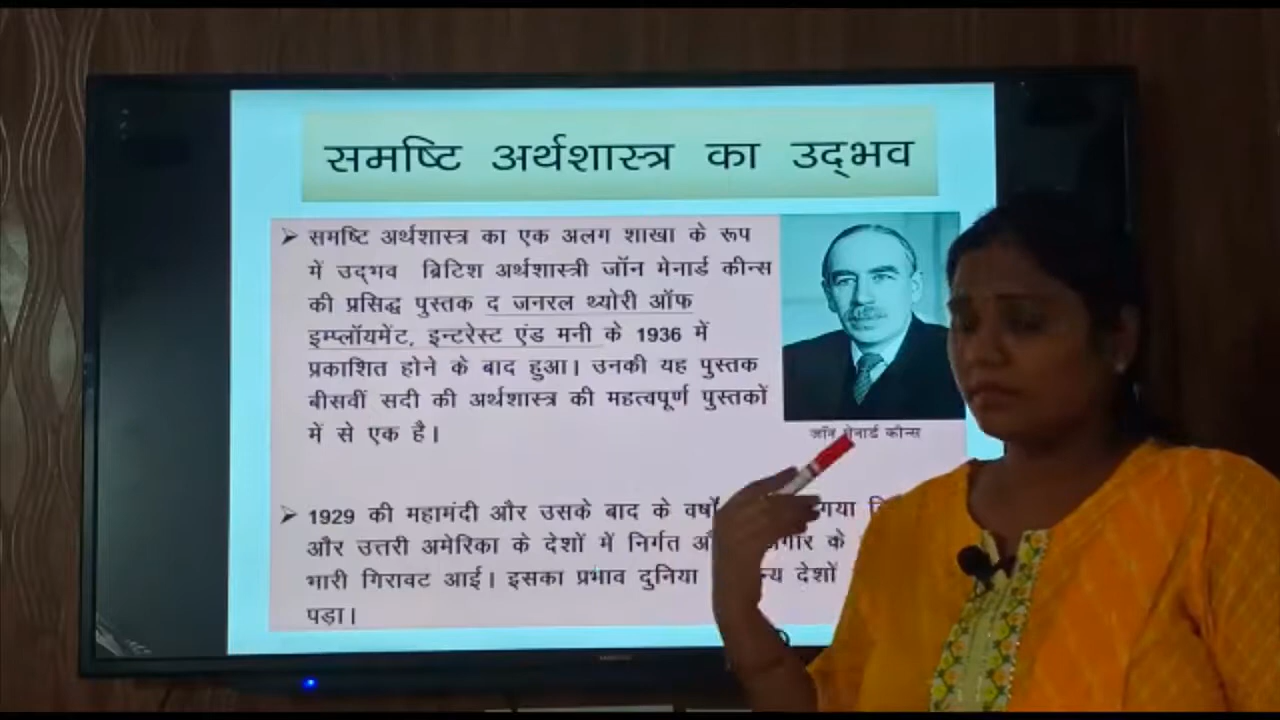 समष्टि अर्थशास्त्र का उद्भव
➢ समष्टि अर्थशास्त्र का एक अलग शाखा के रूप
में उद्भव ब्रिटिश अर्थशास्त्री जॉन मेनार्ड कीन्स
की प्रसिद्ध पुस्तक द जनरल थ्योरी ऑफ
इम्प्लॉयमेंट, इन्टरेस्ट एंड मनी के 1936 में
प्रकाशित होने के बाद हुआ। उनकी यह पुस्तक
बीसवीं सदी की अर्थशास्त्र की महत्वपूर्ण पुस्तकों
में से एक है।
जॉन मेनार्ड कीन्स
➢ 1929 की महामंदी और उसके बाद के वर्षों गया
और उत्तरी अमेरिका के देशों में निर्गत के
भारी गिरावट आई। इसका प्रभाव दुनिया देशों
पड़ा।